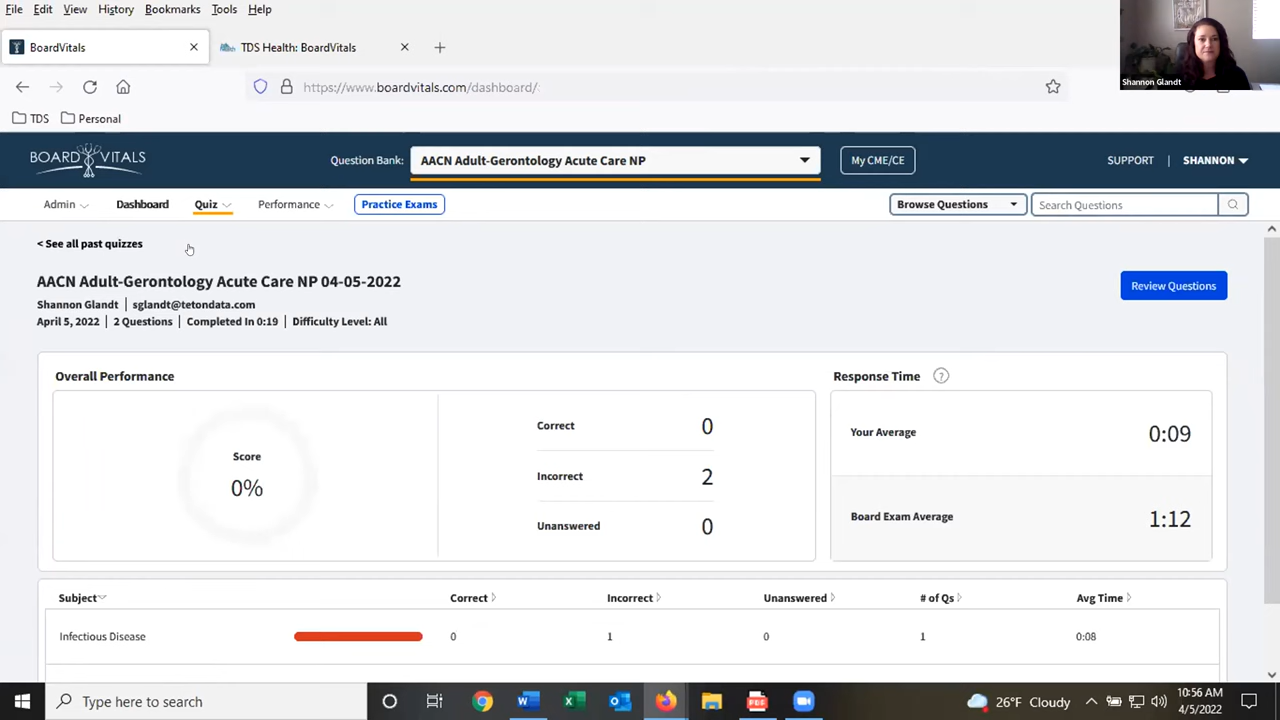 File Edit View History Bookmarks Tools Help
BoardVitals
TDS Health: BoardVitals
https://www.boardvitals.com/dashboard/
Shannon Glandt
TDS Personal
BOARD VITALS
Question Bank: AACN Adult-Gerontology Acute Care NP
My CME/CE
SUPPORT | SHANNON
Admin Dashboard Quiz Performance Practice Exams Browse Questions Search Questions
< See all past quizzes
AACN Adult-Gerontology Acute Care NP 04-05-2022
Review Questions
Shannon Glandt | sglandt@tetondata.com
April 5, 2022 | 2 Questions | Completed In 0:19 | Difficulty Level: All
Overall Performance
Score
0%
Correct 0
Incorrect 2
Unanswered 0
Response Time ?
Your Average 0:09
Board Exam Average 1:12
Subject Correct Incorrect Unanswered # of Qs Avg Time
Infectious Disease 0 1 0 1 0:08
Type here to search
26°F Cloudy
10:56 AM
4/5/2022